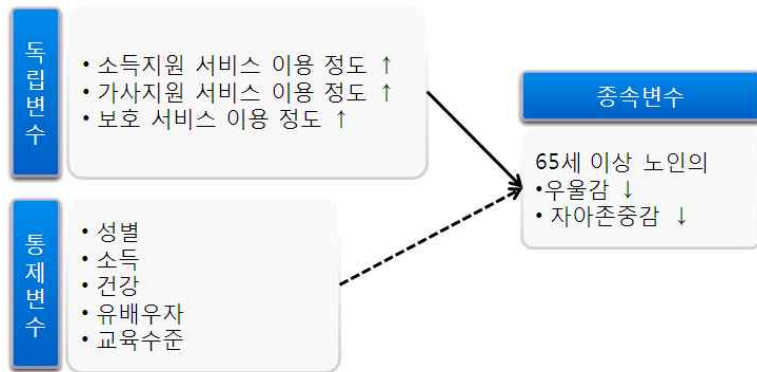 독립변수
• 소득지원 서비스 이용 정도 ↑
• 가사지원 서비스 이용 정도 ↑
• 보호 서비스 이용 정도 ↑
종속변수
65세 이상 노인의
•우울감 ↓
• 자아존중감 ↓
통제변수
• 성별
• 소득
• 건강
• 유배우자
• 교육수준